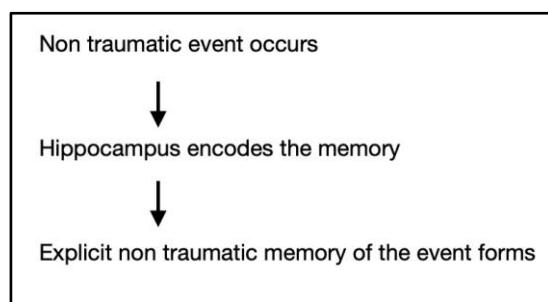 Non traumatic event occurs
Hippocampus encodes the memory
Explicit non traumatic memory of the event forms